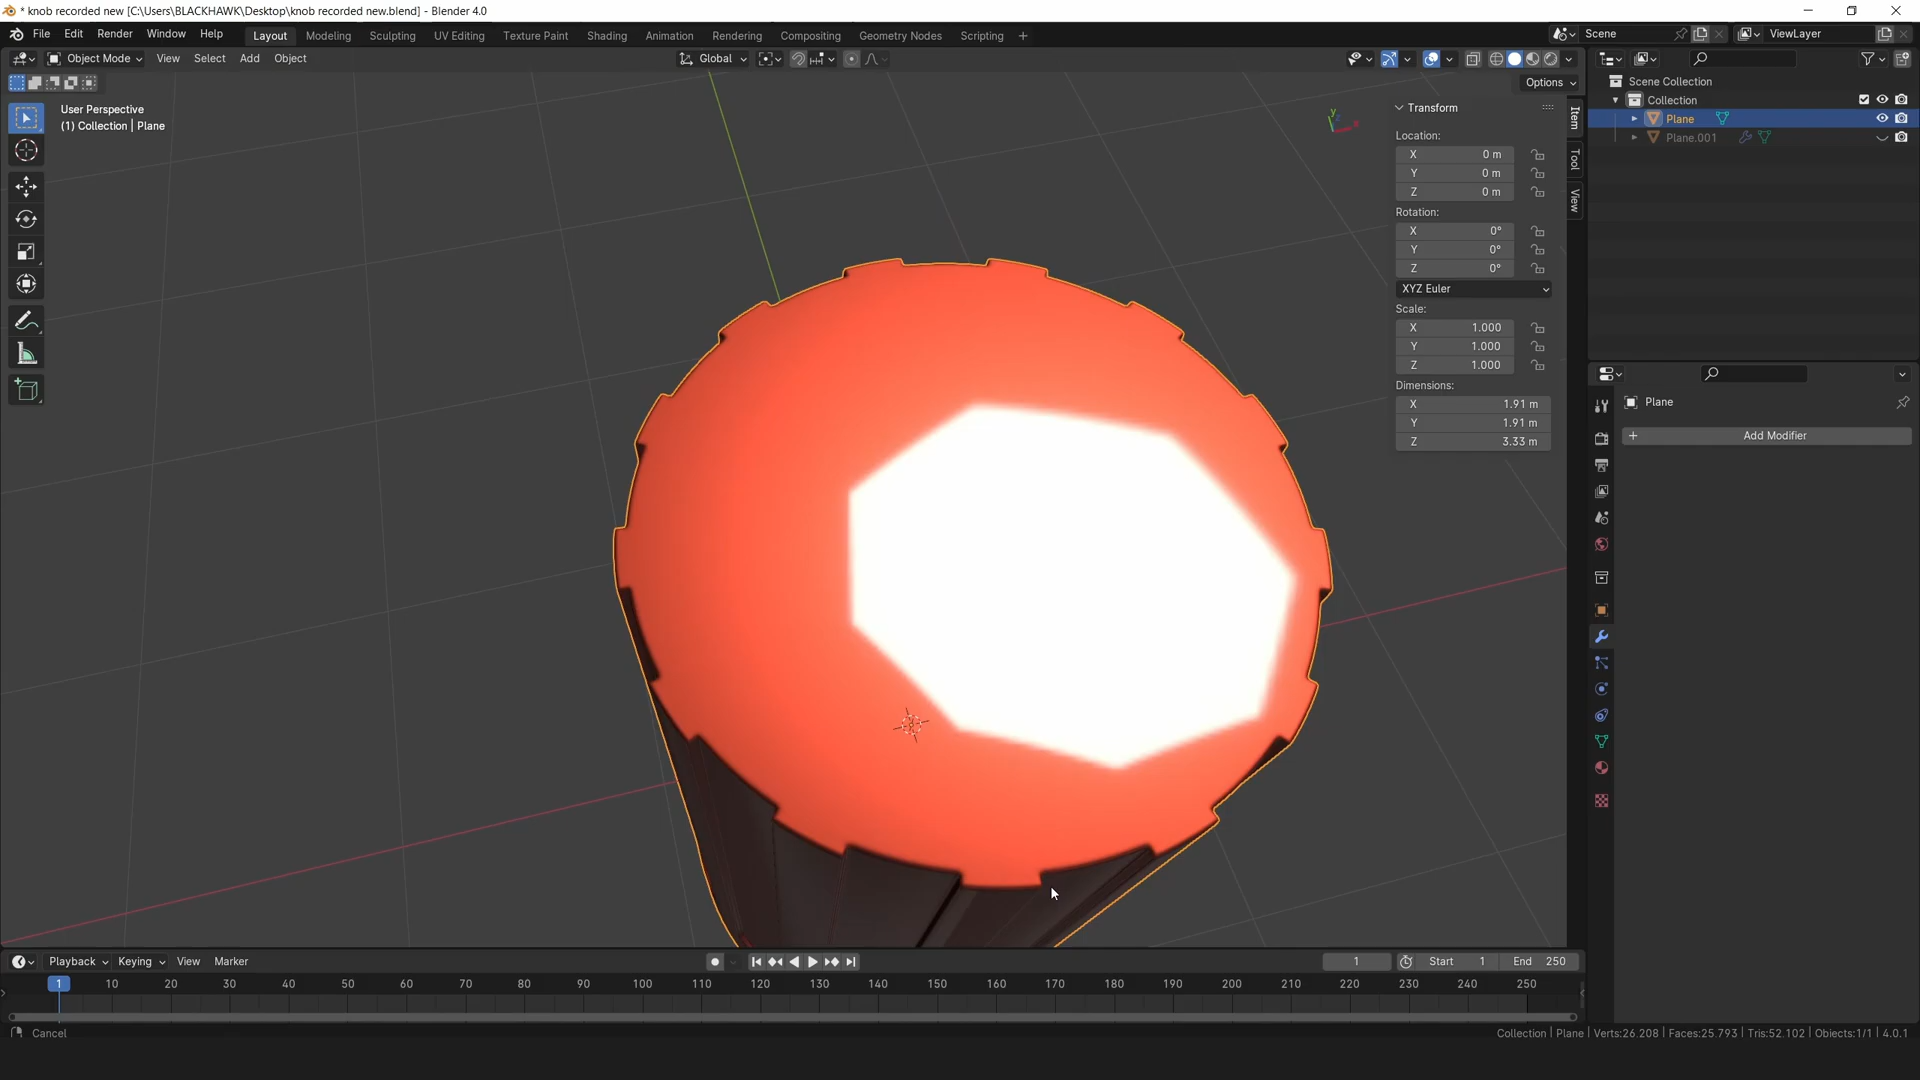 * knob recorded new [C:\Users\BLACKHAWK\Desktop\knob recorded new.blend] - Blender 4.0
File Edit Render Window Help Layout Modeling Sculpting UV Editing Texture Paint Shading Animation Rendering Compositing Geometry Nodes Scripting + Scene ViewLayer
Object Mode View Select Add Object Global
Options
User Perspective
(1) Collection | Plane
Transform
Location:
X 0 m
Y 0 m
Z 0 m
Rotation:
X 0°
Y 0°
Z 0°
XYZ Euler
Scale:
X 1.000
Y 1.000
Z 1.000
Dimensions:
X 1.91 m
Y 1.91 m
Z 3.33 m
Item
Tool
View
Y
X
Z
Scene Collection
Collection
Plane
Plane.001
Plane
+ Add Modifier
Playback Keying View Marker 1 Start 1 End 250
1 10 20 30 40 50 60 70 80 90 100 110 120 130 140 150 160 170 180 190 200 210 220 230 240 250
Cancel
Collection | Plane | Verts:26,208 | Faces:25,793 | Tris:52,102 | Objects:1/1 | 4.0.1